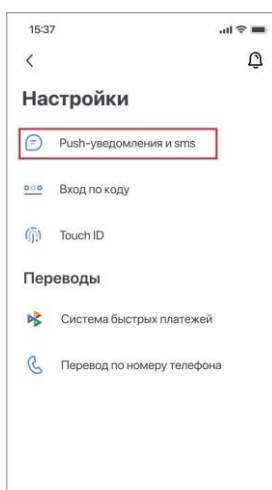 15:37
Настройки
Push-уведомления и sms
Вход по коду
Touch ID
Переводы
Система быстрых платежей
Перевод по номеру телефона